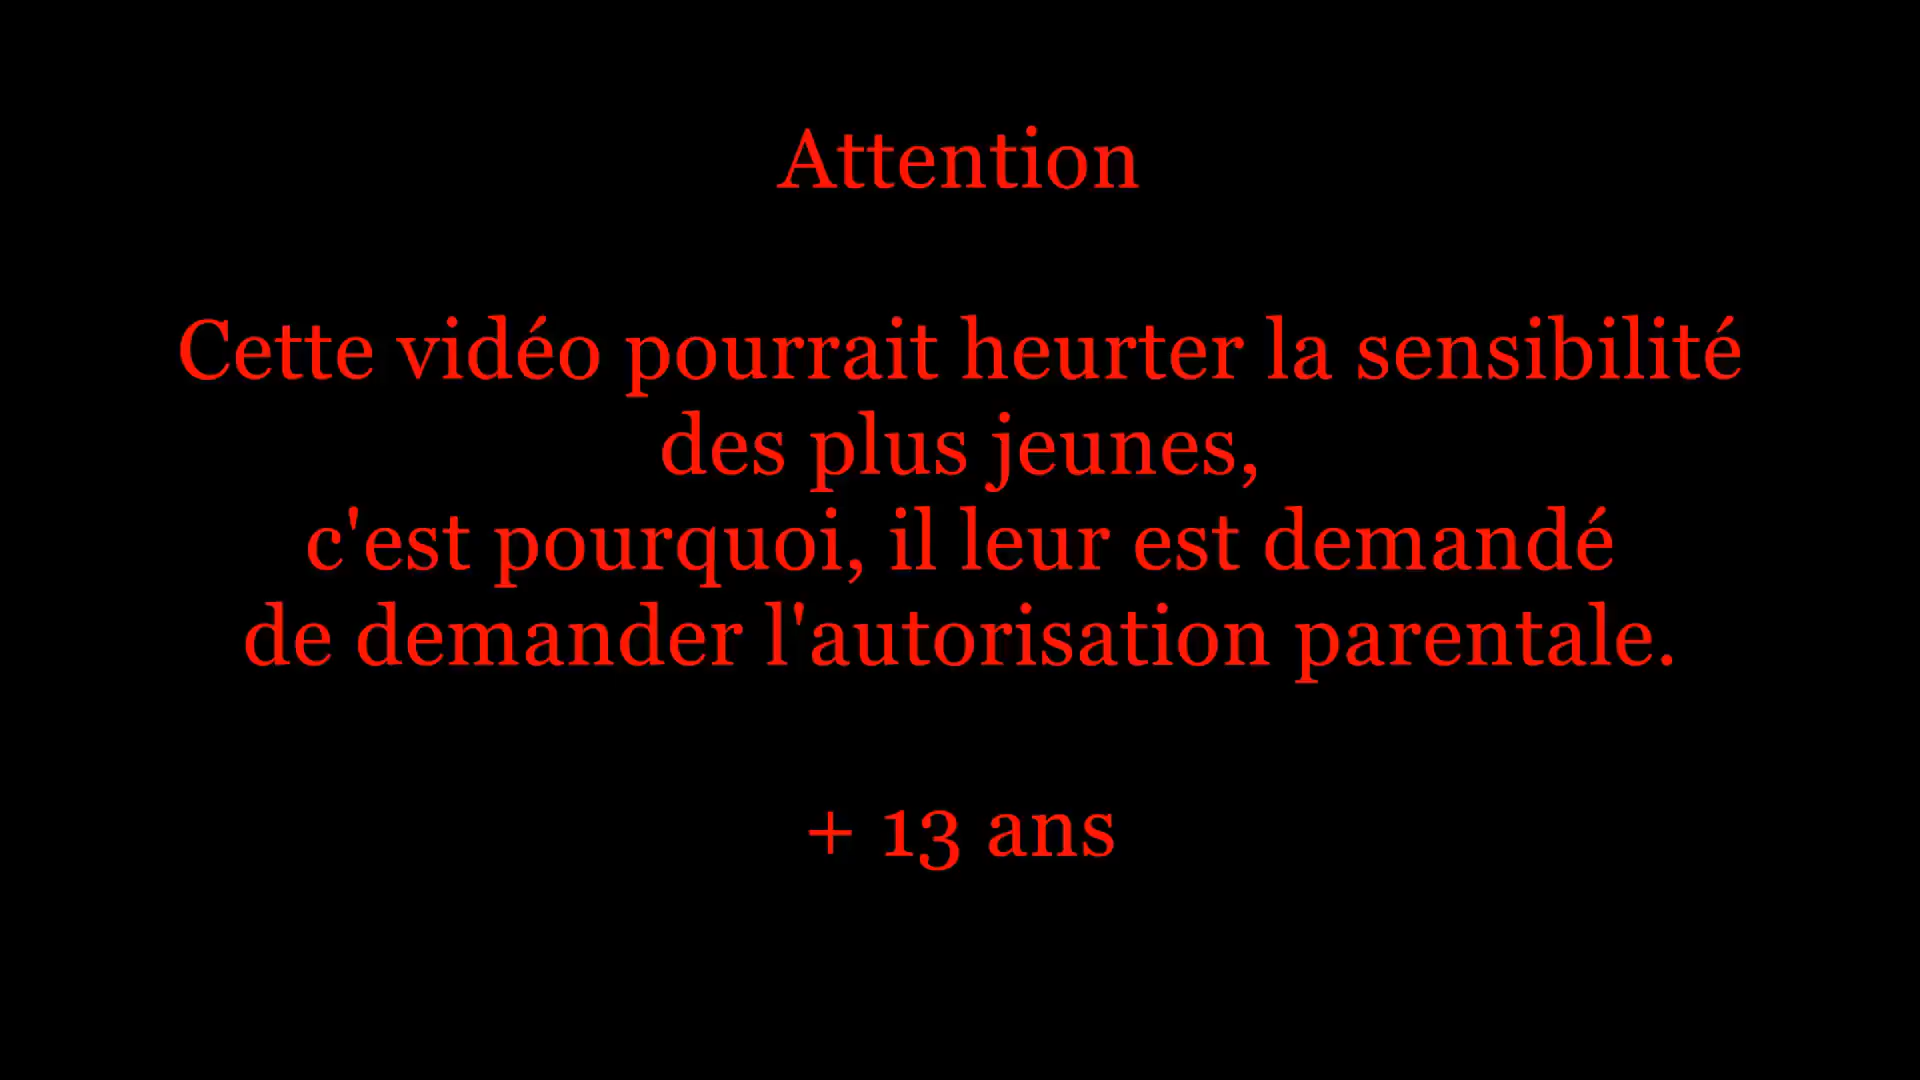 Attention
Cette vidéo pourrait heurter la sensibilité
des plus jeunes,
c'est pourquoi, il leur est demandé
de demander l'autorisation parentale.
+ 13 ans